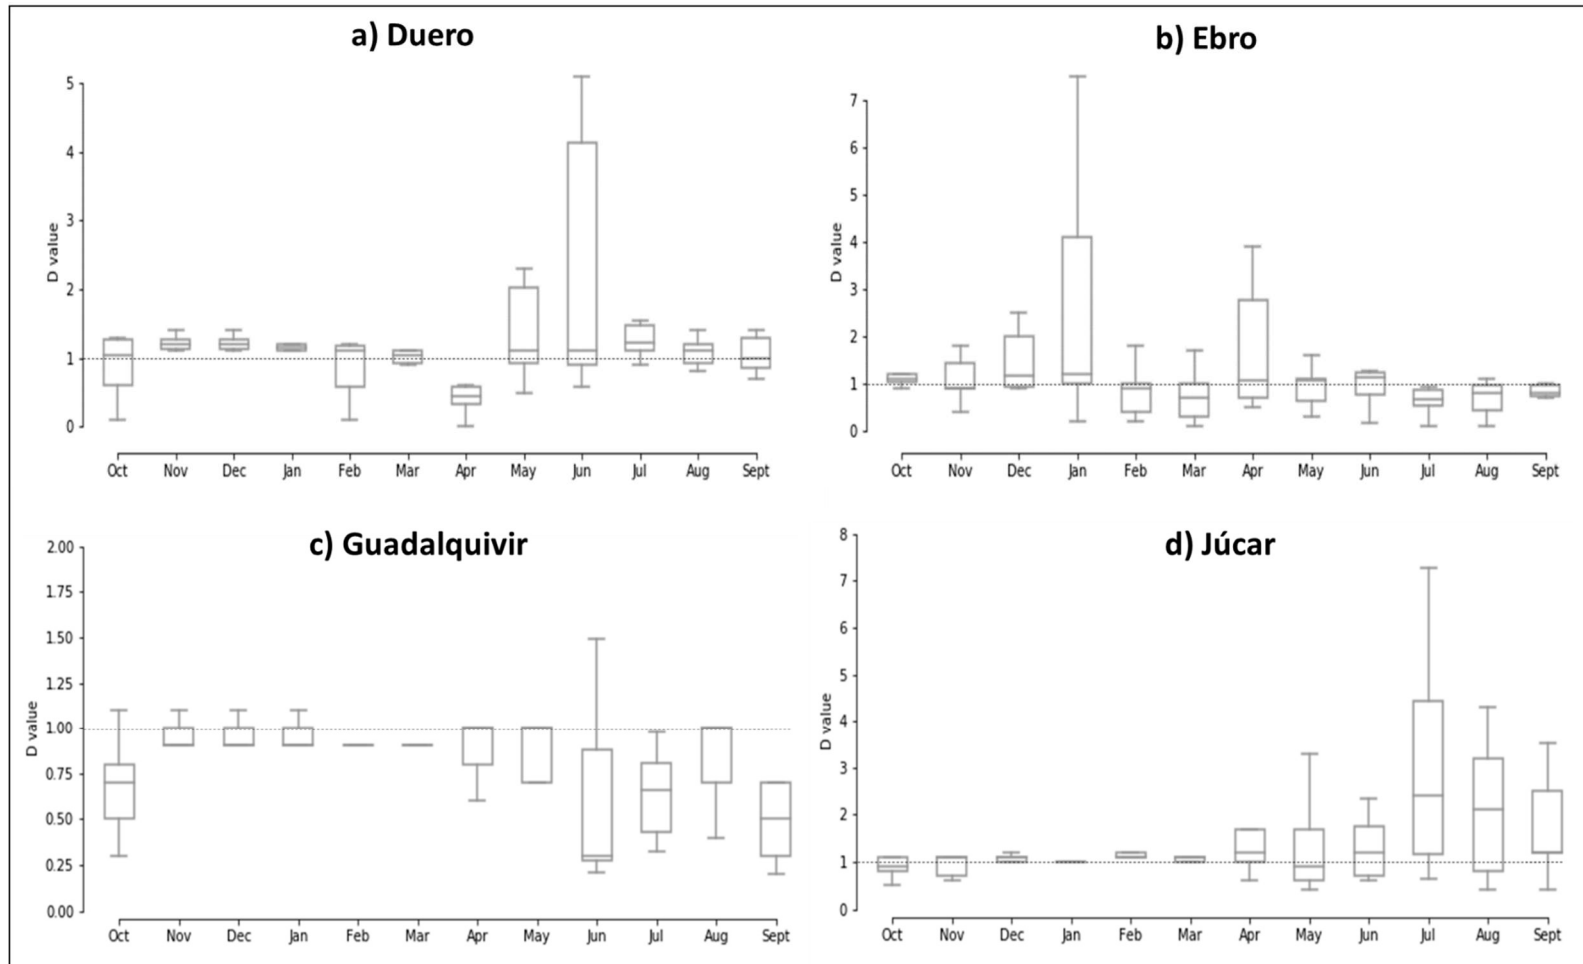 a) Duero
5
4
3
2
1
0
D value
Oct Nov Dec Jan Feb Mar Apr May Jun Jul Aug Sept
b) Ebro
7
6
5
4
3
2
1
0
D value
Oct Nov Dec Jan Feb Mar Apr May Jun Jul Aug Sept
c) Guadalquivir
2.00
1.75
1.50
1.25
1.00
0.75
0.50
0.25
0.00
D value
Oct Nov Dec Jan Feb Mar Apr May Jun Jul Aug Sept
d) Júcar
8
7
6
5
4
3
2
1
0
D value
Oct Nov Dec Jan Feb Mar Apr May Jun Jul Aug Sept